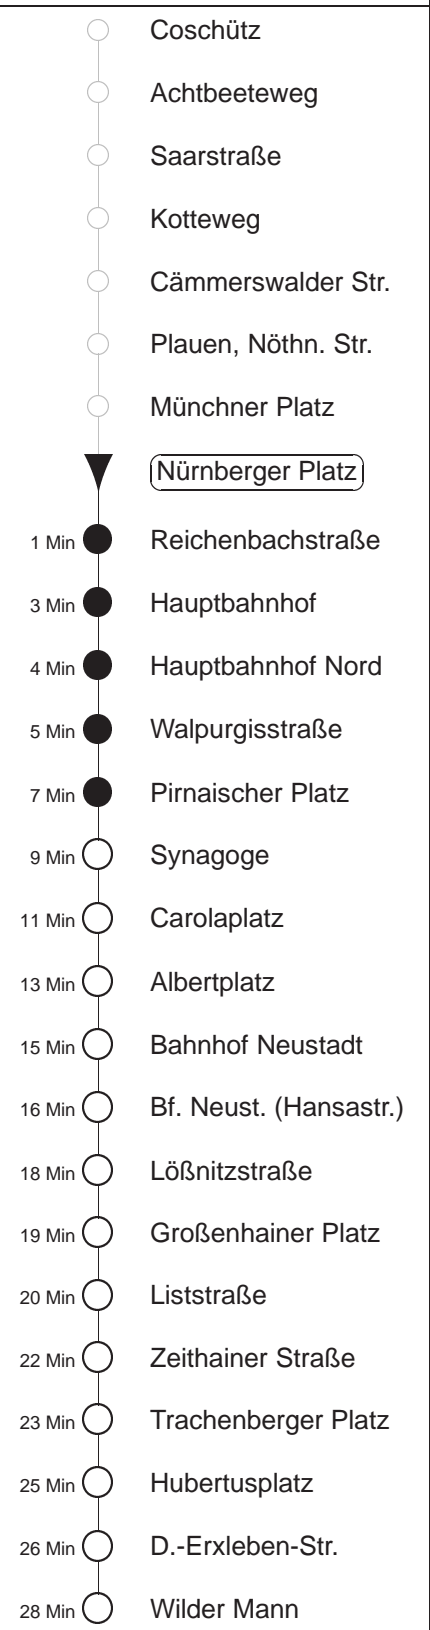 Coschütz
Achtbeeteweg
Saarstraße
Kotteweg
Cämmerswalder Str.
Plauen, Nöthn. Str.
Münchner Platz
Nürnberger Platz
1 Min Reichenbachstraße
3 Min Hauptbahnhof
4 Min Hauptbahnhof Nord
5 Min Walpurgisstraße
7 Min Pirnaischer Platz
9 Min Synagoge
11 Min Carolaplatz
13 Min Albertplatz
15 Min Bahnhof Neustadt
16 Min Bf. Neust. (Hansastr.)
18 Min Lößnitzstraße
19 Min Großenhainer Platz
20 Min Liststraße
22 Min Zeithainer Straße
23 Min Trachenberger Platz
25 Min Hubertusplatz
26 Min D.-Erxleben-Str.
28 Min Wilder Mann